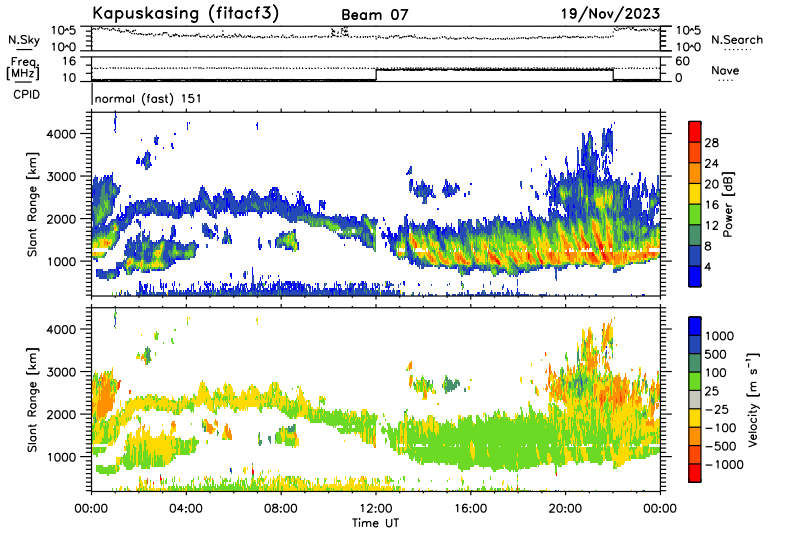 Kapuskasing (fitacf3) Beam 07 19/Nov/2023
N.Sky 10^5 10^0 10^5 10^0 N.Search
Freq. [MHz] 16 10 60 0 Nave
CPID normal (fast) 151
Slant Range [km]
4000
3000
2000
1000
28
24
20
16
12
8
4
Power [dB]
Slant Range [km]
4000
3000
2000
1000
1000
500
100
25
-25
-100
-500
-1000
Velocity [m s⁻¹]
00:00 04:00 08:00 12:00 16:00 20:00 00:00
Time UT